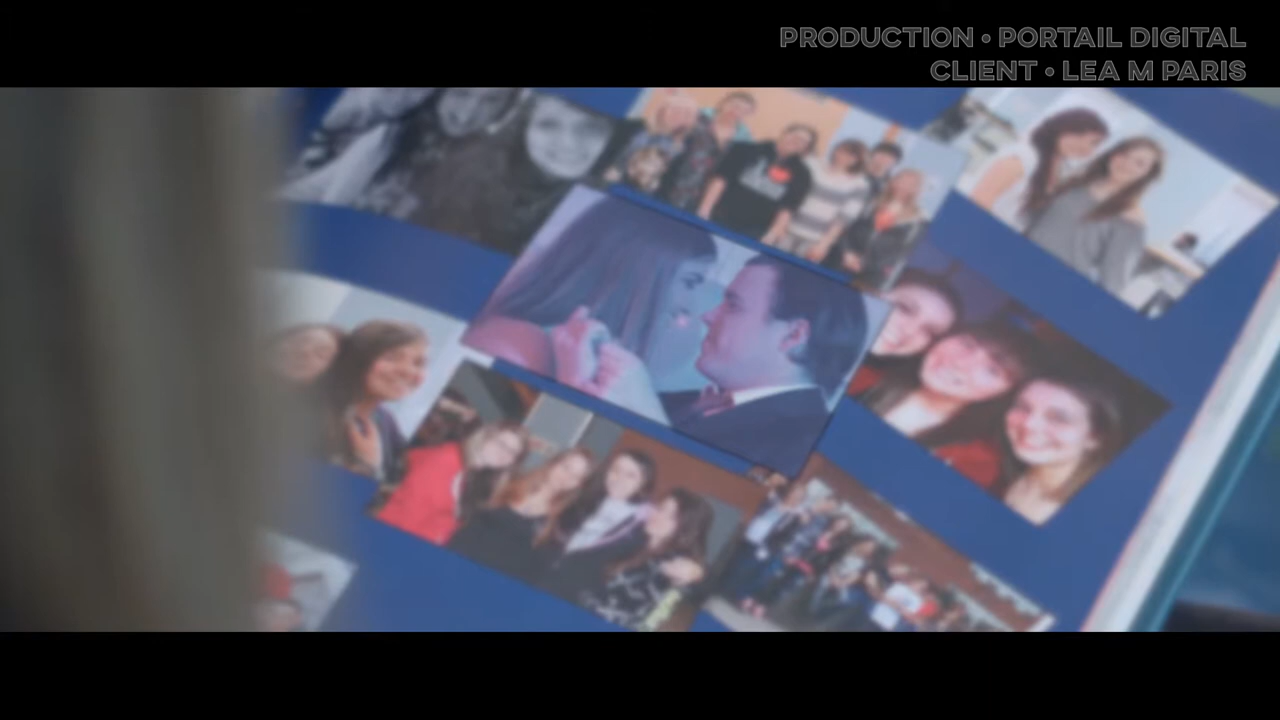 PRODUCTION • PORTAIL DIGITAL
CLIENT • LEA M PARIS